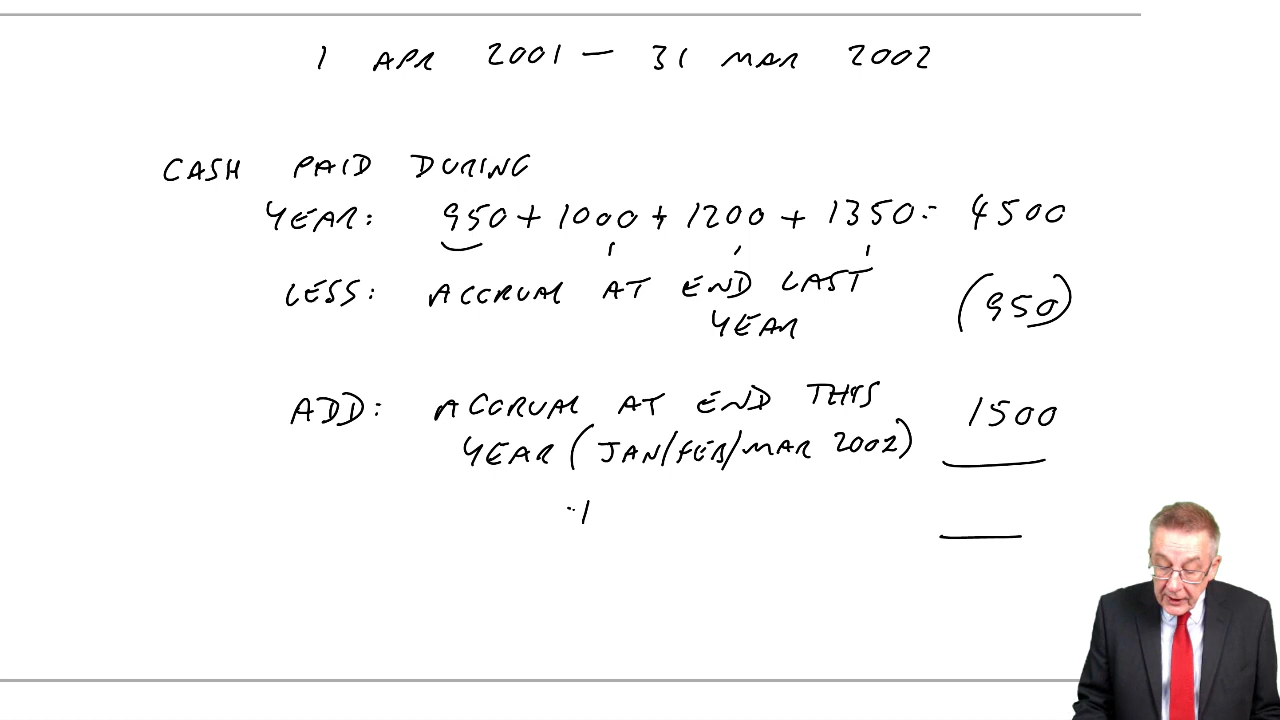 1 APR 2001 — 31 MAR 2002
CASH PAID DURING
YEAR: 950 + 1000 + 1200 + 1350 = 4500
LESS: ACCRUAL AT END LAST
YEAR (950)
ADD: ACCRUAL AT END THIS 1500
YEAR (JAN/FEB/MAR 2002)